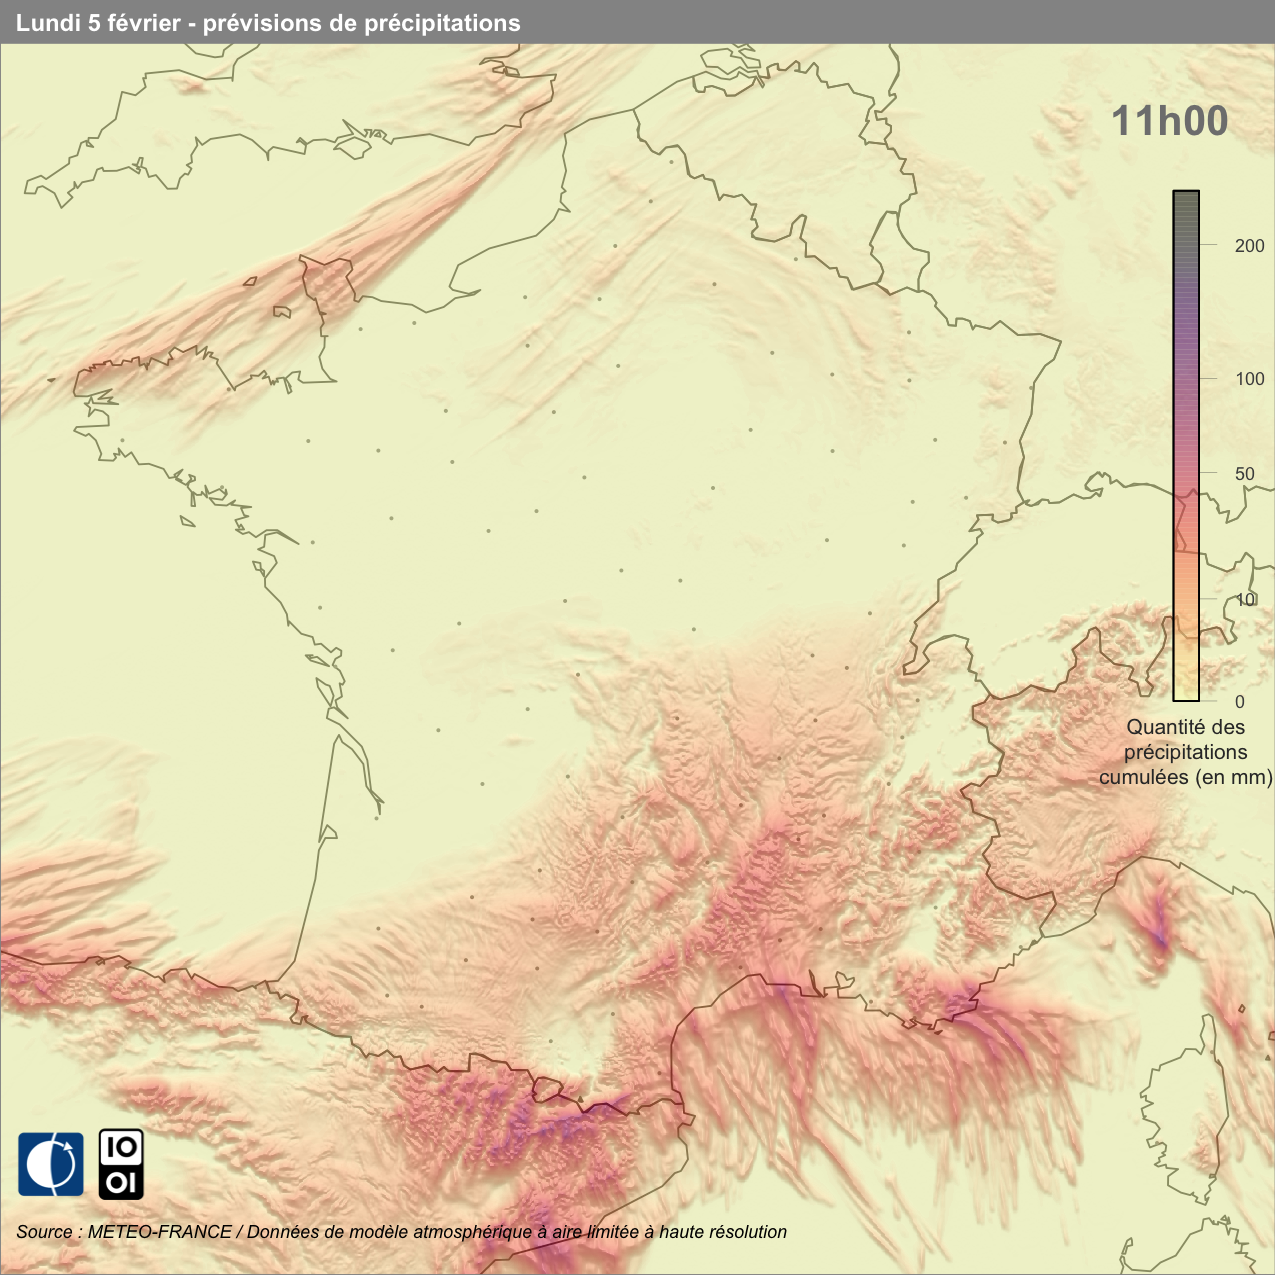 Lundi 5 février - prévisions de précipitations
11h00
200
100
50
10
0
Quantité des
précipitations
cumulées (en mm)
IO
OI
Source : METEO-FRANCE / Données de modèle atmosphérique à aire limitée à haute résolution